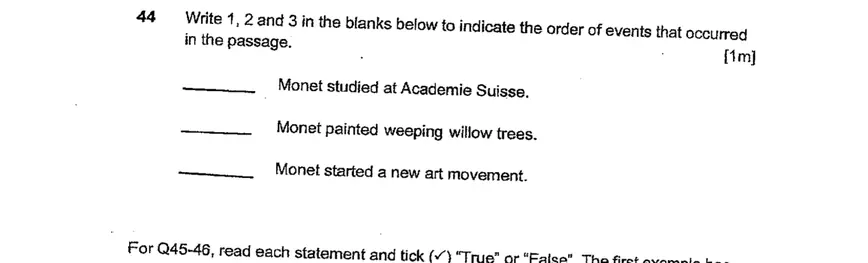 44 Write 1, 2 and 3 in the blanks below to indicate the order of events that occurred
in the passage.
[1m]
Monet studied at Academie Suisse.
Monet painted weeping willow trees.
Monet started a new art movement.
For Q45-46, read each statement and tick (✓) "True" or "False". The first example